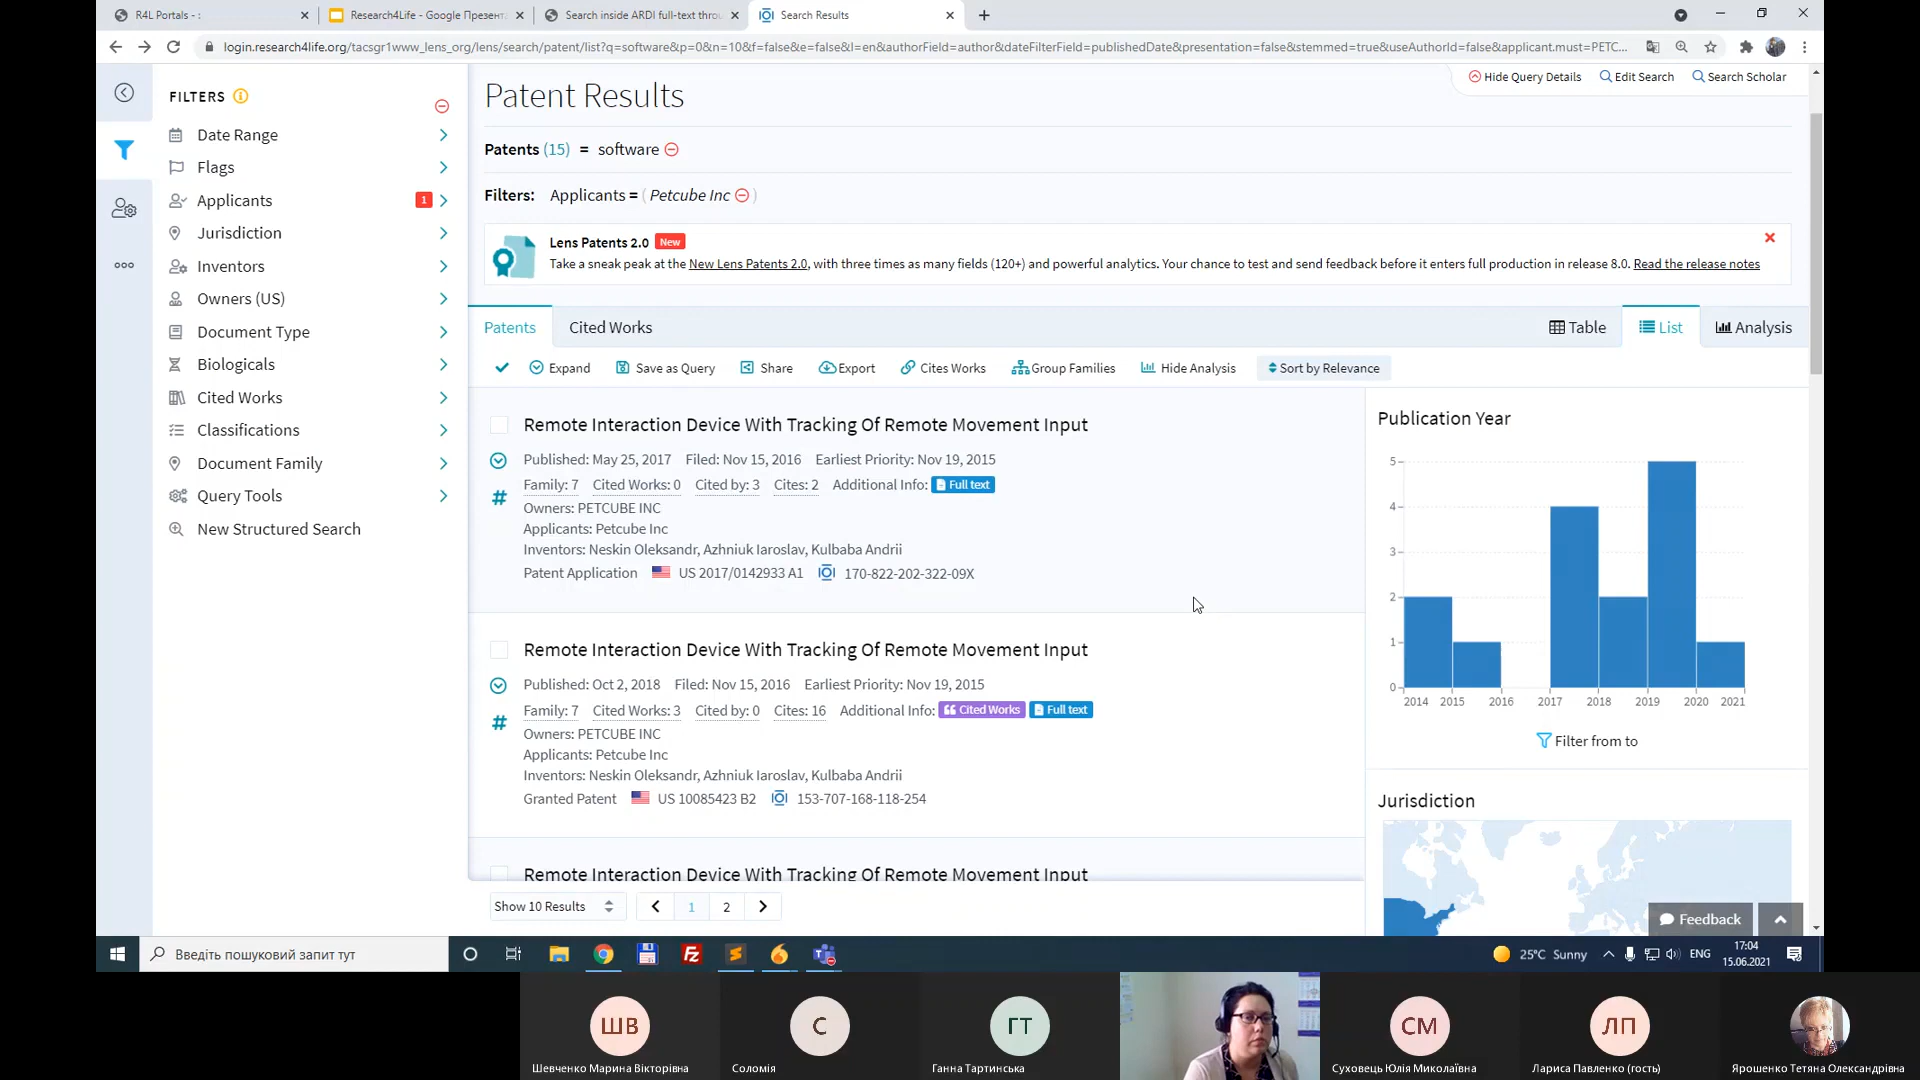 R4L Portals - :
Research4Life - Google Презента
Search inside ARDI full-text throu
Search Results
login.research4life.org/tacsgr1www_lens_org/lens/search/patent/list?q=software&p=0&n=10&f=false&e=false&l=en&authorField=author&dateFilterField=publishedDate&presentation=false&stemmed=true&useAuthorId=false&applicant.must=PETC...
FILTERS
Date Range
Flags
Applicants 1
Jurisdiction
Inventors
Owners (US)
Document Type
Biologicals
Cited Works
Classifications
Document Family
Query Tools
New Structured Search
Hide Query Details Edit Search Search Scholar
Patent Results
Patents (15) = software
Filters: Applicants = ( Petcube Inc )
Lens Patents 2.0 New
Take a sneak peak at the New Lens Patents 2.0, with three times as many fields (120+) and powerful analytics. Your chance to test and send feedback before it enters full production in release 8.0. Read the release notes
Patents Cited Works Table List Analysis
Expand Save as Query Share Export Cites Works Group Families Hide Analysis Sort by Relevance
Remote Interaction Device With Tracking Of Remote Movement Input
Published: May 25, 2017 Filed: Nov 15, 2016 Earliest Priority: Nov 19, 2015
Family: 7 Cited Works: 0 Cited by: 3 Cites: 2 Additional Info: Full text
Owners: PETCUBE INC
Applicants: Petcube Inc
Inventors: Neskin Oleksandr, Azhniuk Iaroslav, Kulbaba Andrii
Patent Application US 2017/0142933 A1 170-822-202-322-09X
Remote Interaction Device With Tracking Of Remote Movement Input
Published: Oct 2, 2018 Filed: Nov 15, 2016 Earliest Priority: Nov 19, 2015
Family: 7 Cited Works: 3 Cited by: 0 Cites: 16 Additional Info: Cited Works Full text
Owners: PETCUBE INC
Applicants: Petcube Inc
Inventors: Neskin Oleksandr, Azhniuk Iaroslav, Kulbaba Andrii
Granted Patent US 10085423 B2 153-707-168-118-254
Remote Interaction Device With Tracking Of Remote Movement Input
Show 10 Results 1 2
Publication Year
5
4
3
2
1
0
2014 2015 2016 2017 2018 2019 2020 2021
Filter from to
Jurisdiction
Feedback
Введіть пошуковий запит тут
25°C Sunny
ENG
17:04
15.06.2021
ШВ
Шевченко Марина Вікторівна
С
Соломія
ГТ
Ганна Тартинська
СМ
Суховець Юлія Миколаївна
ЛП
Лариса Павленко (гость)
Ярошенко Тетяна Олександрівна